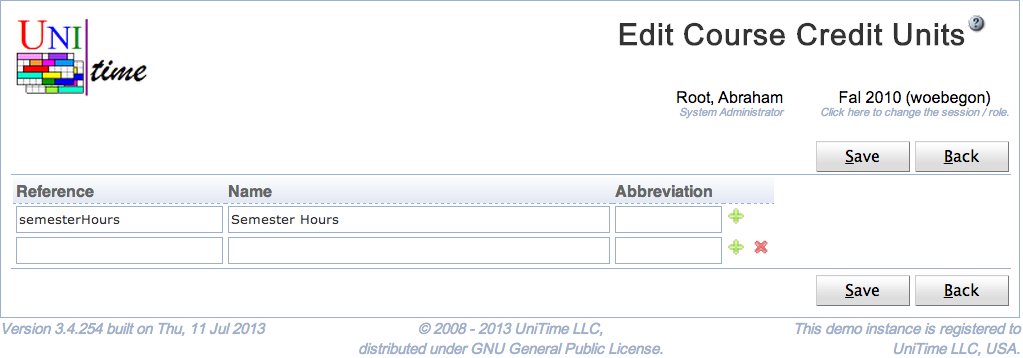 UNI time
Edit Course Credit Units ?
Root, Abraham
System Administrator
Fal 2010 (woebegon)
Click here to change the session / role.
Save Back
Reference Name Abbreviation
semesterHours Semester Hours
Save Back
Version 3.4.254 built on Thu, 11 Jul 2013
© 2008 - 2013 UniTime LLC,
distributed under GNU General Public License.
This demo instance is registered to
UniTime LLC, USA.